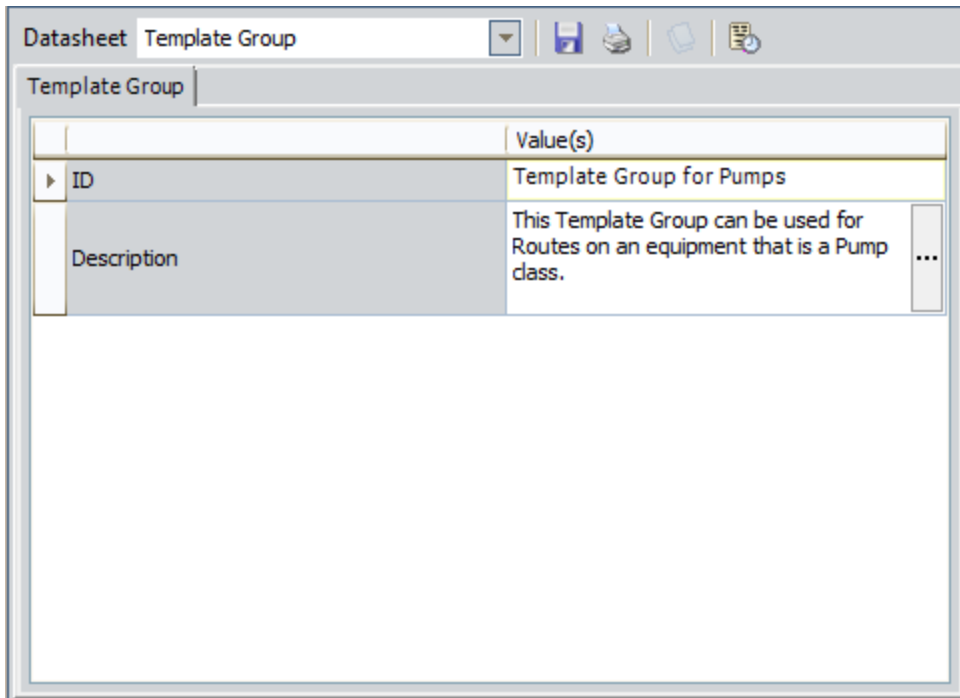 Datasheet Template Group
Template Group
Value(s)
ID Template Group for Pumps
Description
This Template Group can be used for
Routes on an equipment that is a Pump
class.
...